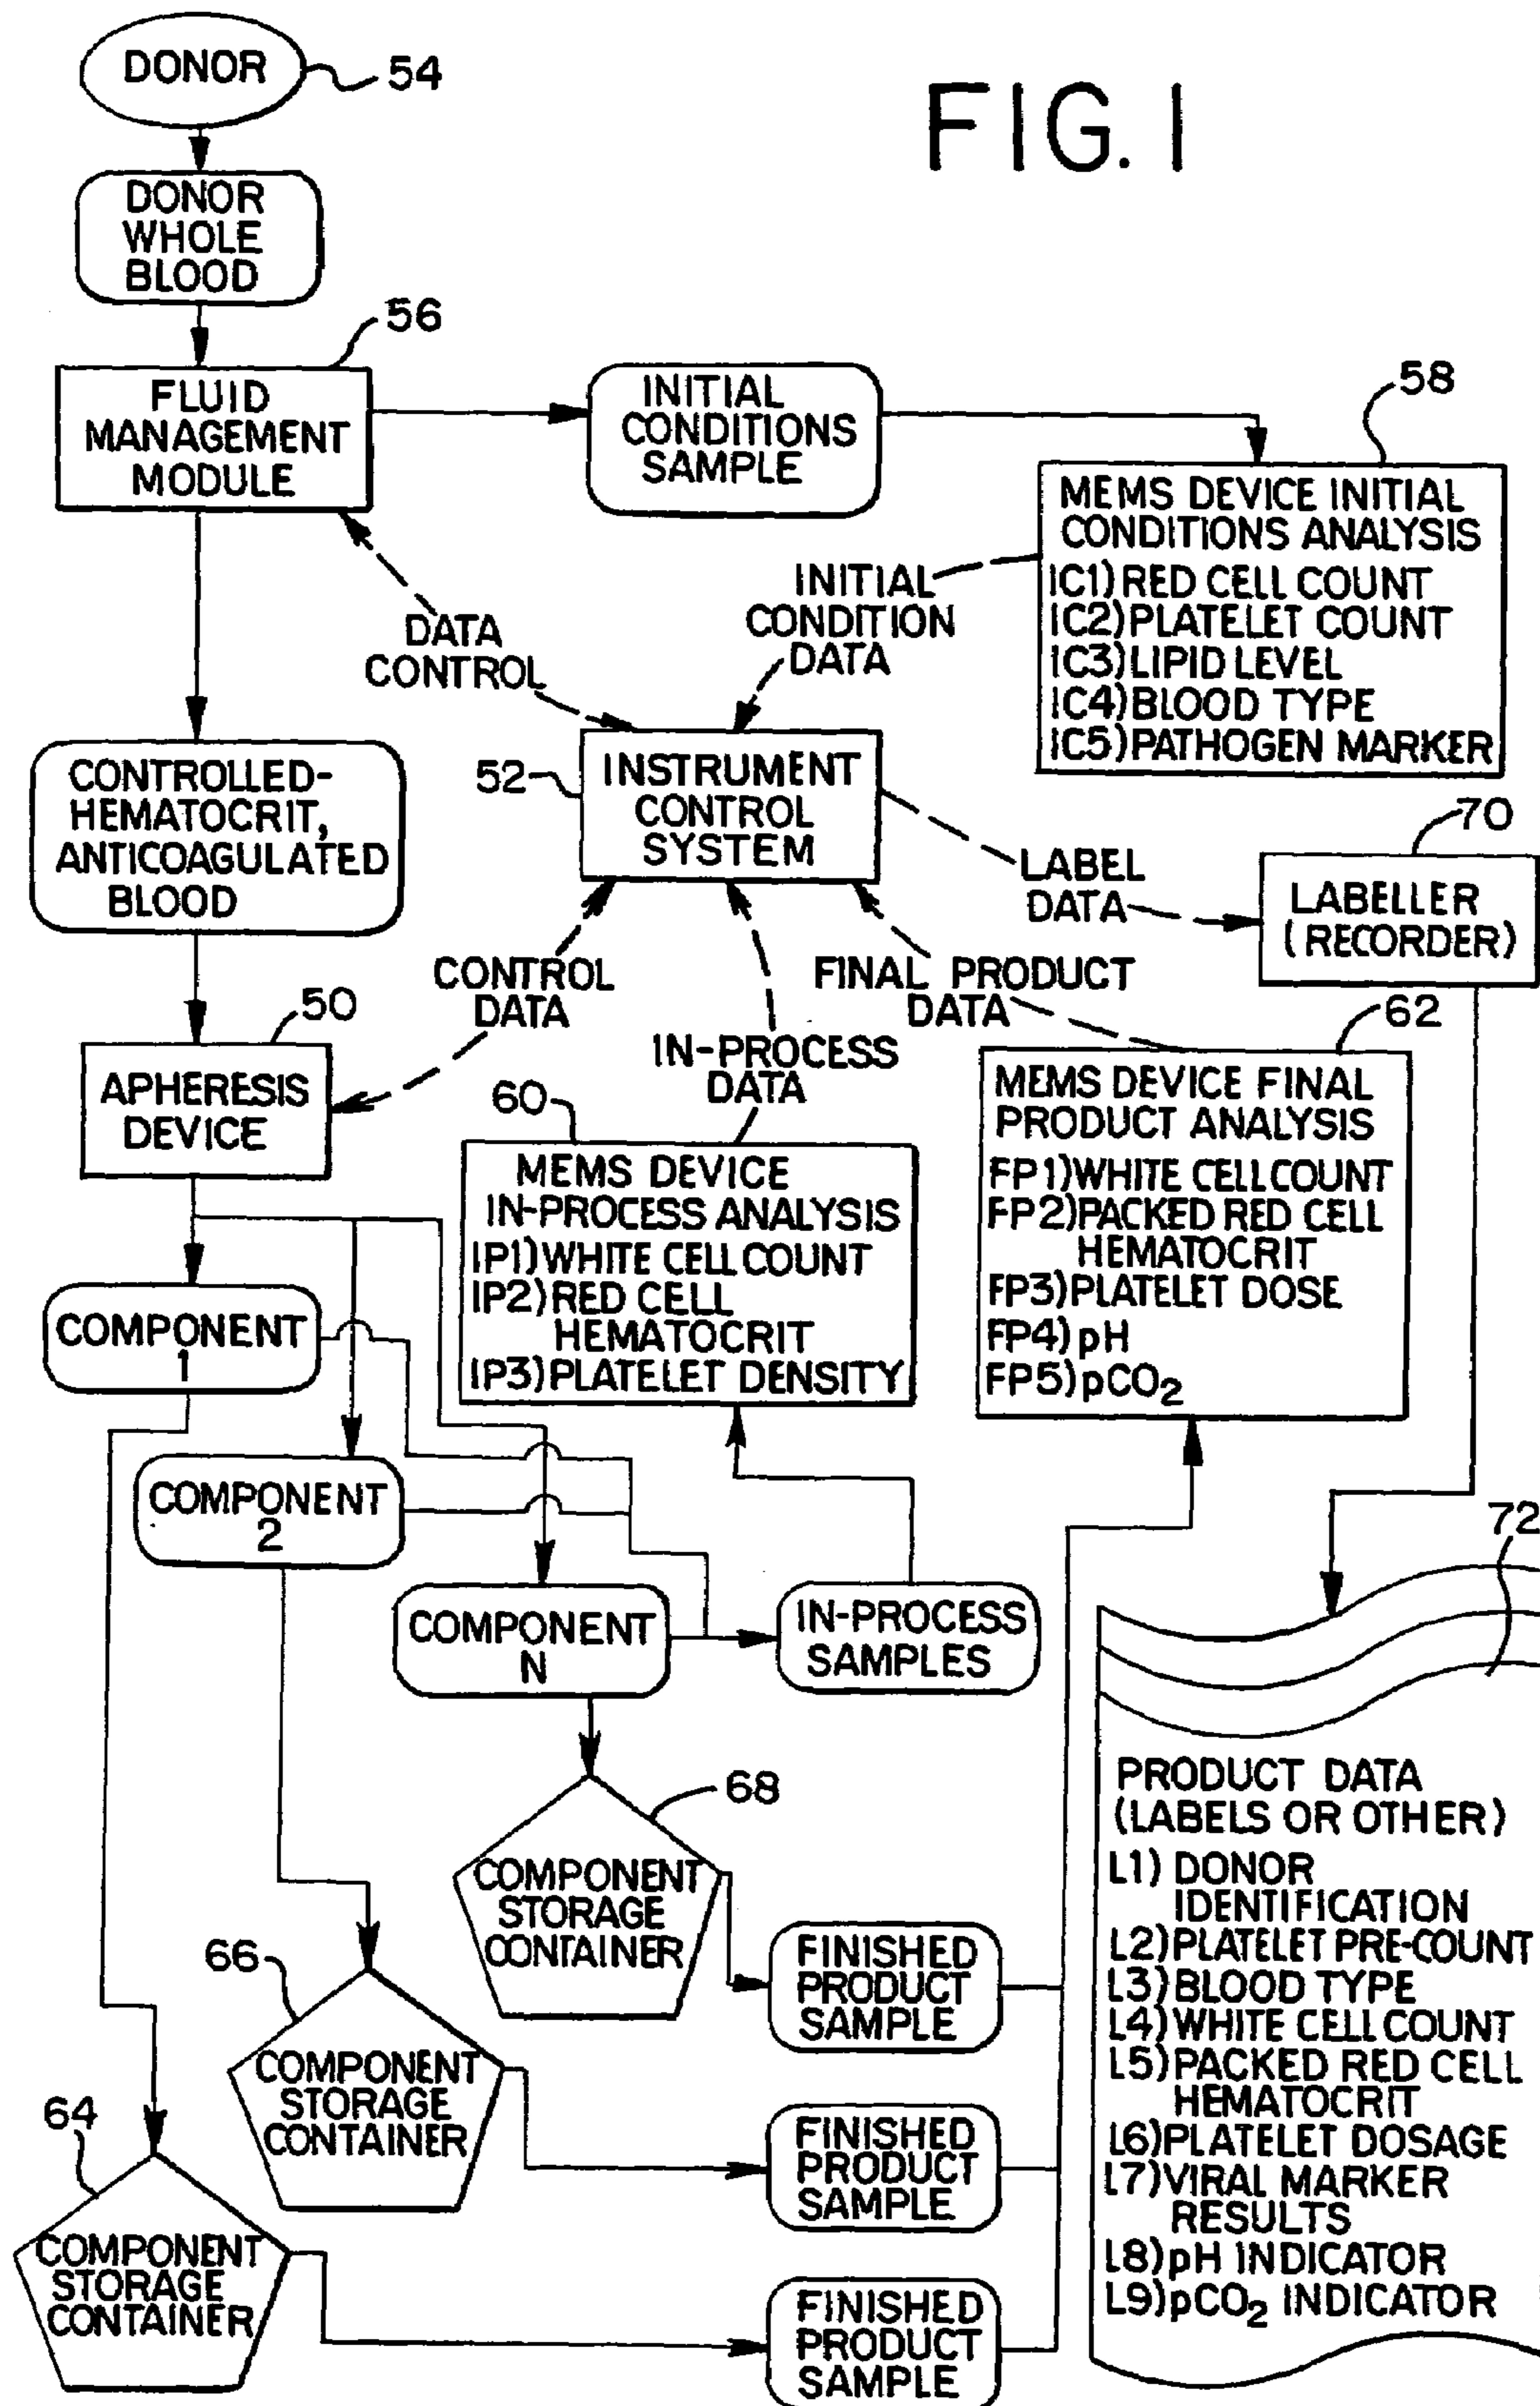 FIG. 1
DONOR
54
DONOR
WHOLE
BLOOD
56
FLUID
MANAGEMENT
MODULE
INITIAL
CONDITIONS
SAMPLE
58
MEMS DEVICE INITIAL
CONDITIONS ANALYSIS
IC1) RED CELL COUNT
IC2) PLATELET COUNT
IC3) LIPID LEVEL
IC4) BLOOD TYPE
IC5) PATHOGEN MARKER
DATA
CONTROL
INITIAL
CONDITION
DATA
CONTROLLED-
HEMATOCRIT,
ANTICOAGULATED
BLOOD
52
INSTRUMENT
CONTROL
SYSTEM
LABEL
DATA
70
LABELLER
(RECORDER)
CONTROL
DATA
IN-PROCESS
DATA
FINAL PRODUCT
DATA
50
APHERESIS
DEVICE
60
MEMS DEVICE
IN-PROCESS ANALYSIS
IP1) WHITE CELL COUNT
IP2) RED CELL
HEMATOCRIT
IP3) PLATELET DENSITY
62
MEMS DEVICE FINAL
PRODUCT ANALYSIS
FP1) WHITE CELL COUNT
FP2) PACKED RED CELL
HEMATOCRIT
FP3) PLATELET DOSE
FP4) pH
FP5) pCO₂
COMPONENT
1
COMPONENT
2
COMPONENT
N
IN-PROCESS
SAMPLES
72
68
COMPONENT
STORAGE
CONTAINER
FINISHED
PRODUCT
SAMPLE
66
COMPONENT
STORAGE
CONTAINER
FINISHED
PRODUCT
SAMPLE
64
COMPONENT
STORAGE
CONTAINER
FINISHED
PRODUCT
SAMPLE
PRODUCT DATA
(LABELS OR OTHER)
L1) DONOR
IDENTIFICATION
L2) PLATELET PRE-COUNT
L3) BLOOD TYPE
L4) WHITE CELL COUNT
L5) PACKED RED CELL
HEMATOCRIT
L6) PLATELET DOSAGE
L7) VIRAL MARKER
RESULTS
L8) pH INDICATOR
L9) pCO₂ INDICATOR